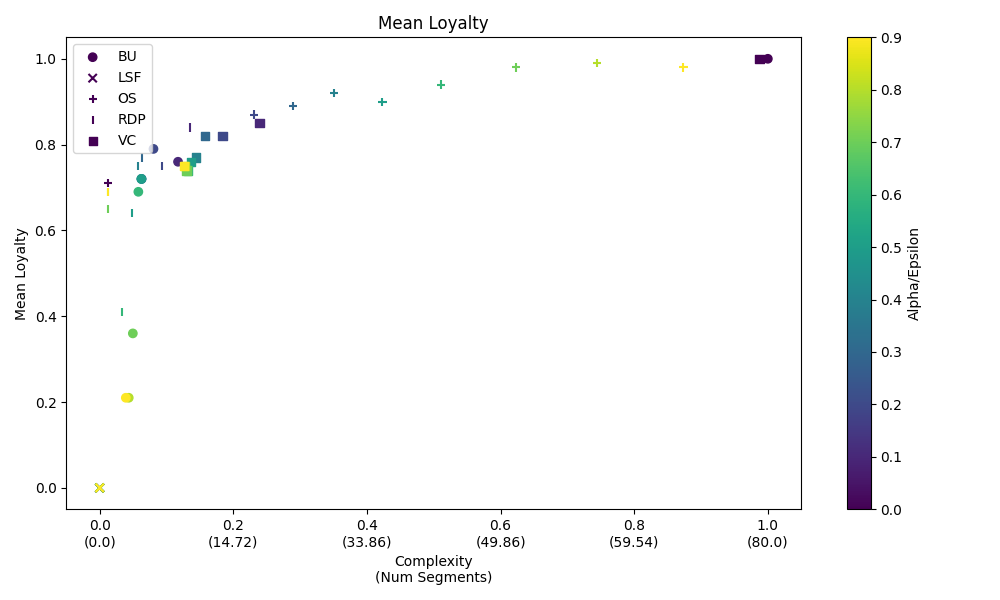 Mean Loyalty
BU
LSF
OS
RDP
VC
Mean Loyalty
1.0
0.8
0.6
0.4
0.2
0.0
0.0 0.2 0.4 0.6 0.8 1.0
(0.0) (14.72) (33.86) (49.86) (59.54) (80.0)
Complexity
(Num Segments)
0.9
0.8
0.7
0.6
0.5
0.4
0.3
0.2
0.1
0.0
Alpha/Epsilon